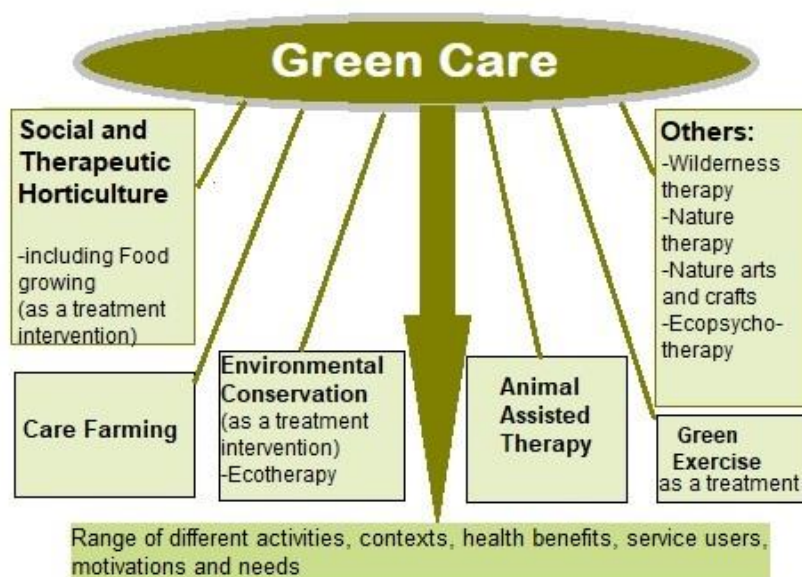 Green Care
Social and
Therapeutic
Horticulture
-including Food
growing
(as a treatment
intervention)
Care Farming
Environmental
Conservation
(as a treatment
intervention)
-Ecotherapy
Animal
Assisted
Therapy
Others:
-Wilderness
therapy
-Nature
therapy
-Nature arts
and crafts
-Ecopsycho-
therapy
Green
Exercise
as a treatment
Range of different activities, contexts, health benefits, service users,
motivations and needs